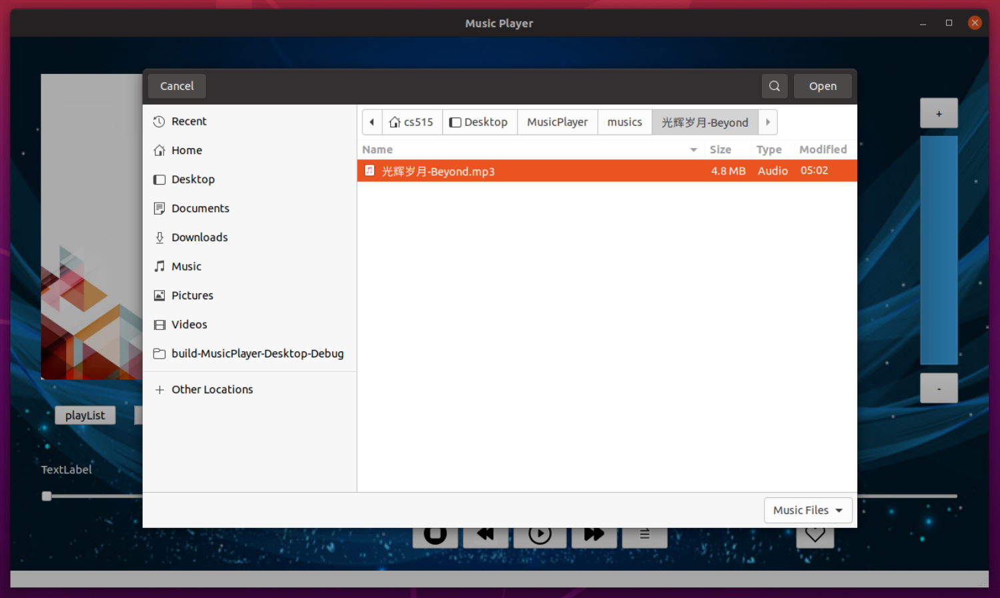 Music Player
Cancel
Open
Recent
Home
Desktop
Documents
Downloads
Music
Pictures
Videos
build-MusicPlayer-Desktop-Debug
+ Other Locations
cs515 Desktop MusicPlayer musics 光辉岁月-Beyond
Name Size Type Modified
光辉岁月-Beyond.mp3 4.8 MB Audio 05:02
Music Files
+
-
playList
TextLabel